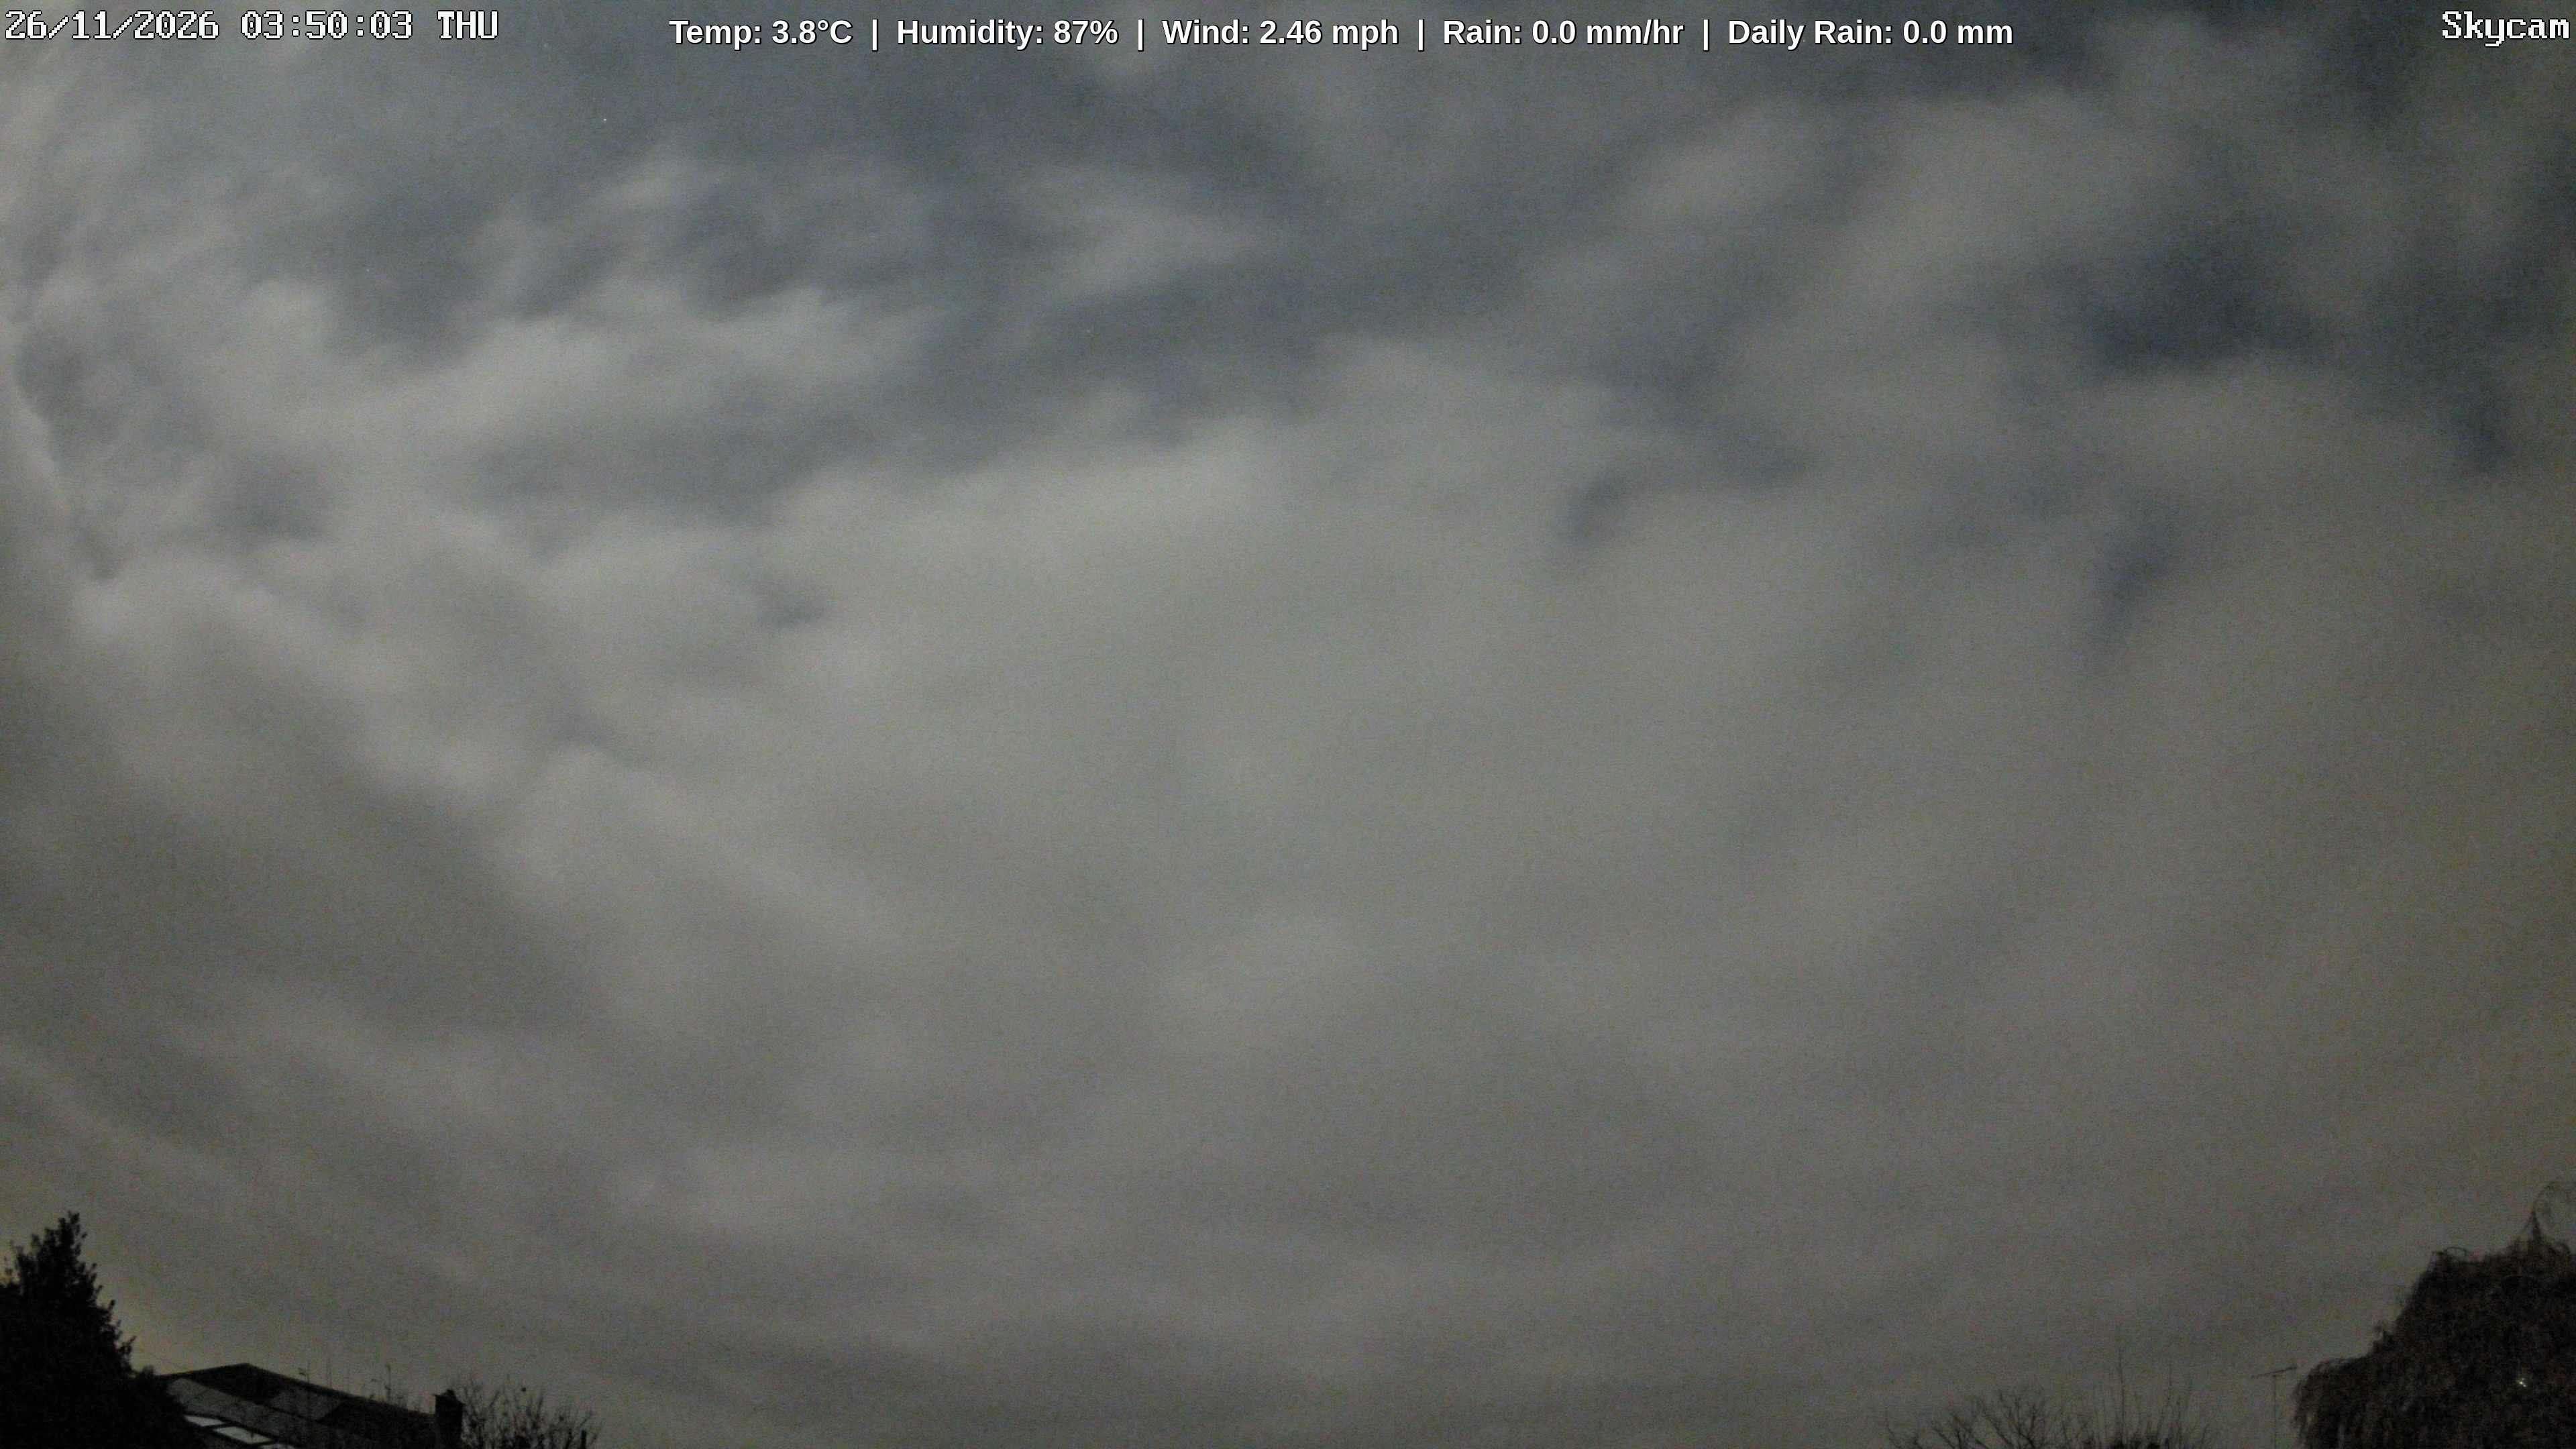 26/11/2026 03:50:03 THU
Temp: 3.8°C | Humidity: 87% | Wind: 2.46 mph | Rain: 0.0 mm/hr | Daily Rain: 0.0 mm
Skycam